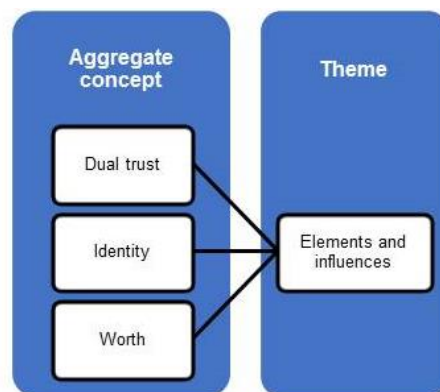 Aggregate
concept
Dual trust
Identity
Worth
Theme
Elements and
influences